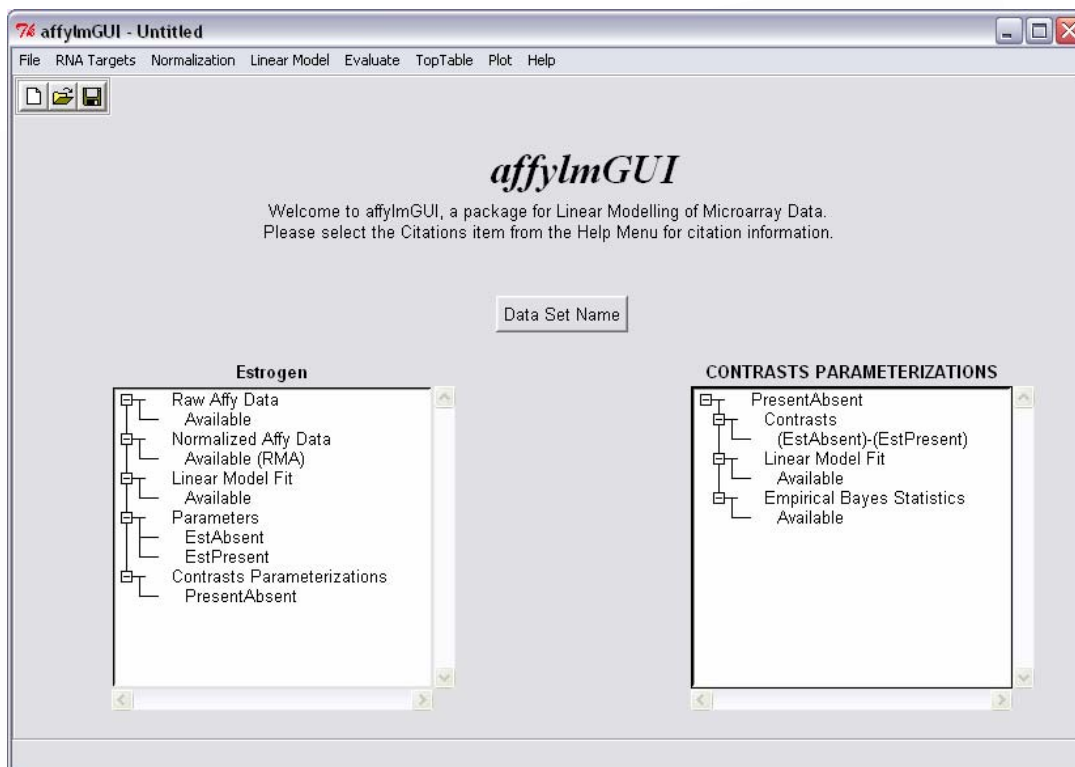 affylmGUI - Untitled
File RNA Targets Normalization Linear Model Evaluate TopTable Plot Help
affylmGUI
Welcome to affylmGUI, a package for Linear Modelling of Microarray Data.
Please select the Citations item from the Help Menu for citation information.
Data Set Name
Estrogen
Raw Affy Data
Available
Normalized Affy Data
Available (RMA)
Linear Model Fit
Available
Parameters
EstAbsent
EstPresent
Contrasts Parameterizations
PresentAbsent
CONTRASTS PARAMETERIZATIONS
PresentAbsent
Contrasts
(EstAbsent)-(EstPresent)
Linear Model Fit
Available
Empirical Bayes Statistics
Available